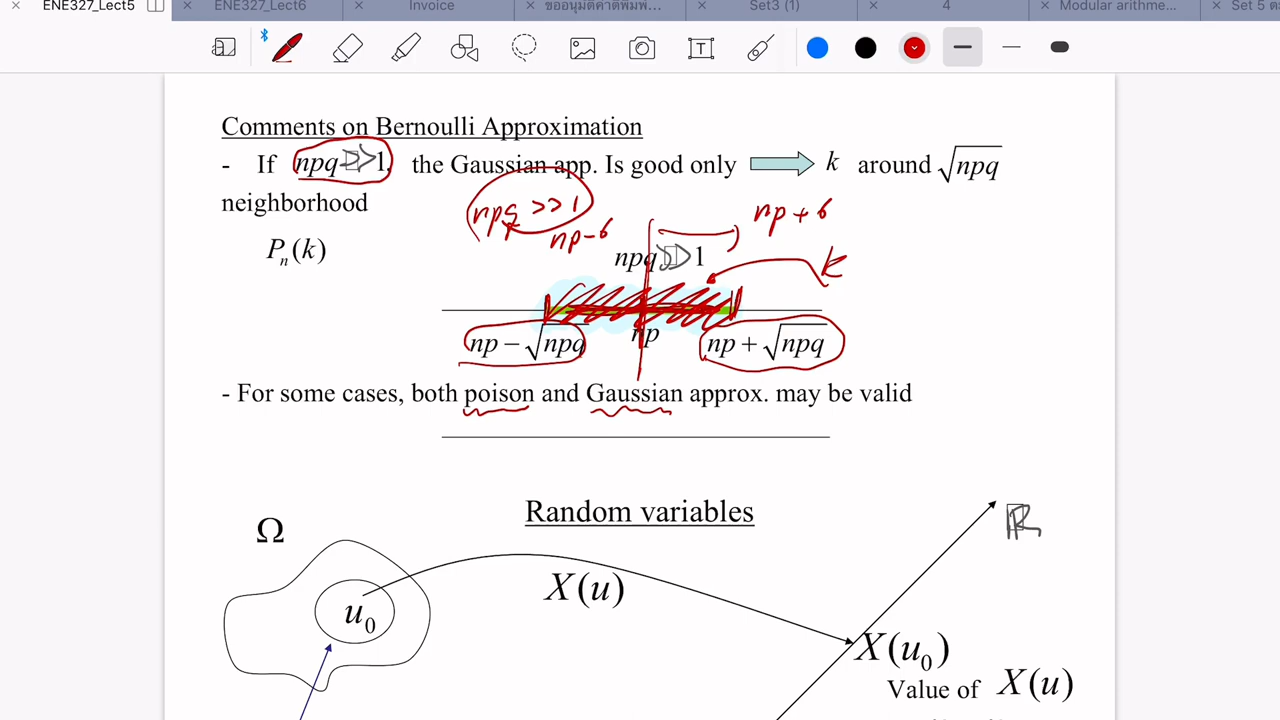 ENE327_Lect5 ENE327_Lect6 Invoice ขออนุมัติค่าตีพิมพ์... Set3 (1) 4 Modular arithme... Set 5
Comments on Bernoulli Approximation
- If npq >> 1, the Gaussian app. Is good only k around √npq
neighborhood
npq >> 1
np + 6
np - 6
Pn(k)
npq >> 1
k
np − √npq np np + √npq
- For some cases, both poison and Gaussian approx. may be valid
Random variables
Ω
ℝ
X(u)
u0
X(u0)
Value of X(u)